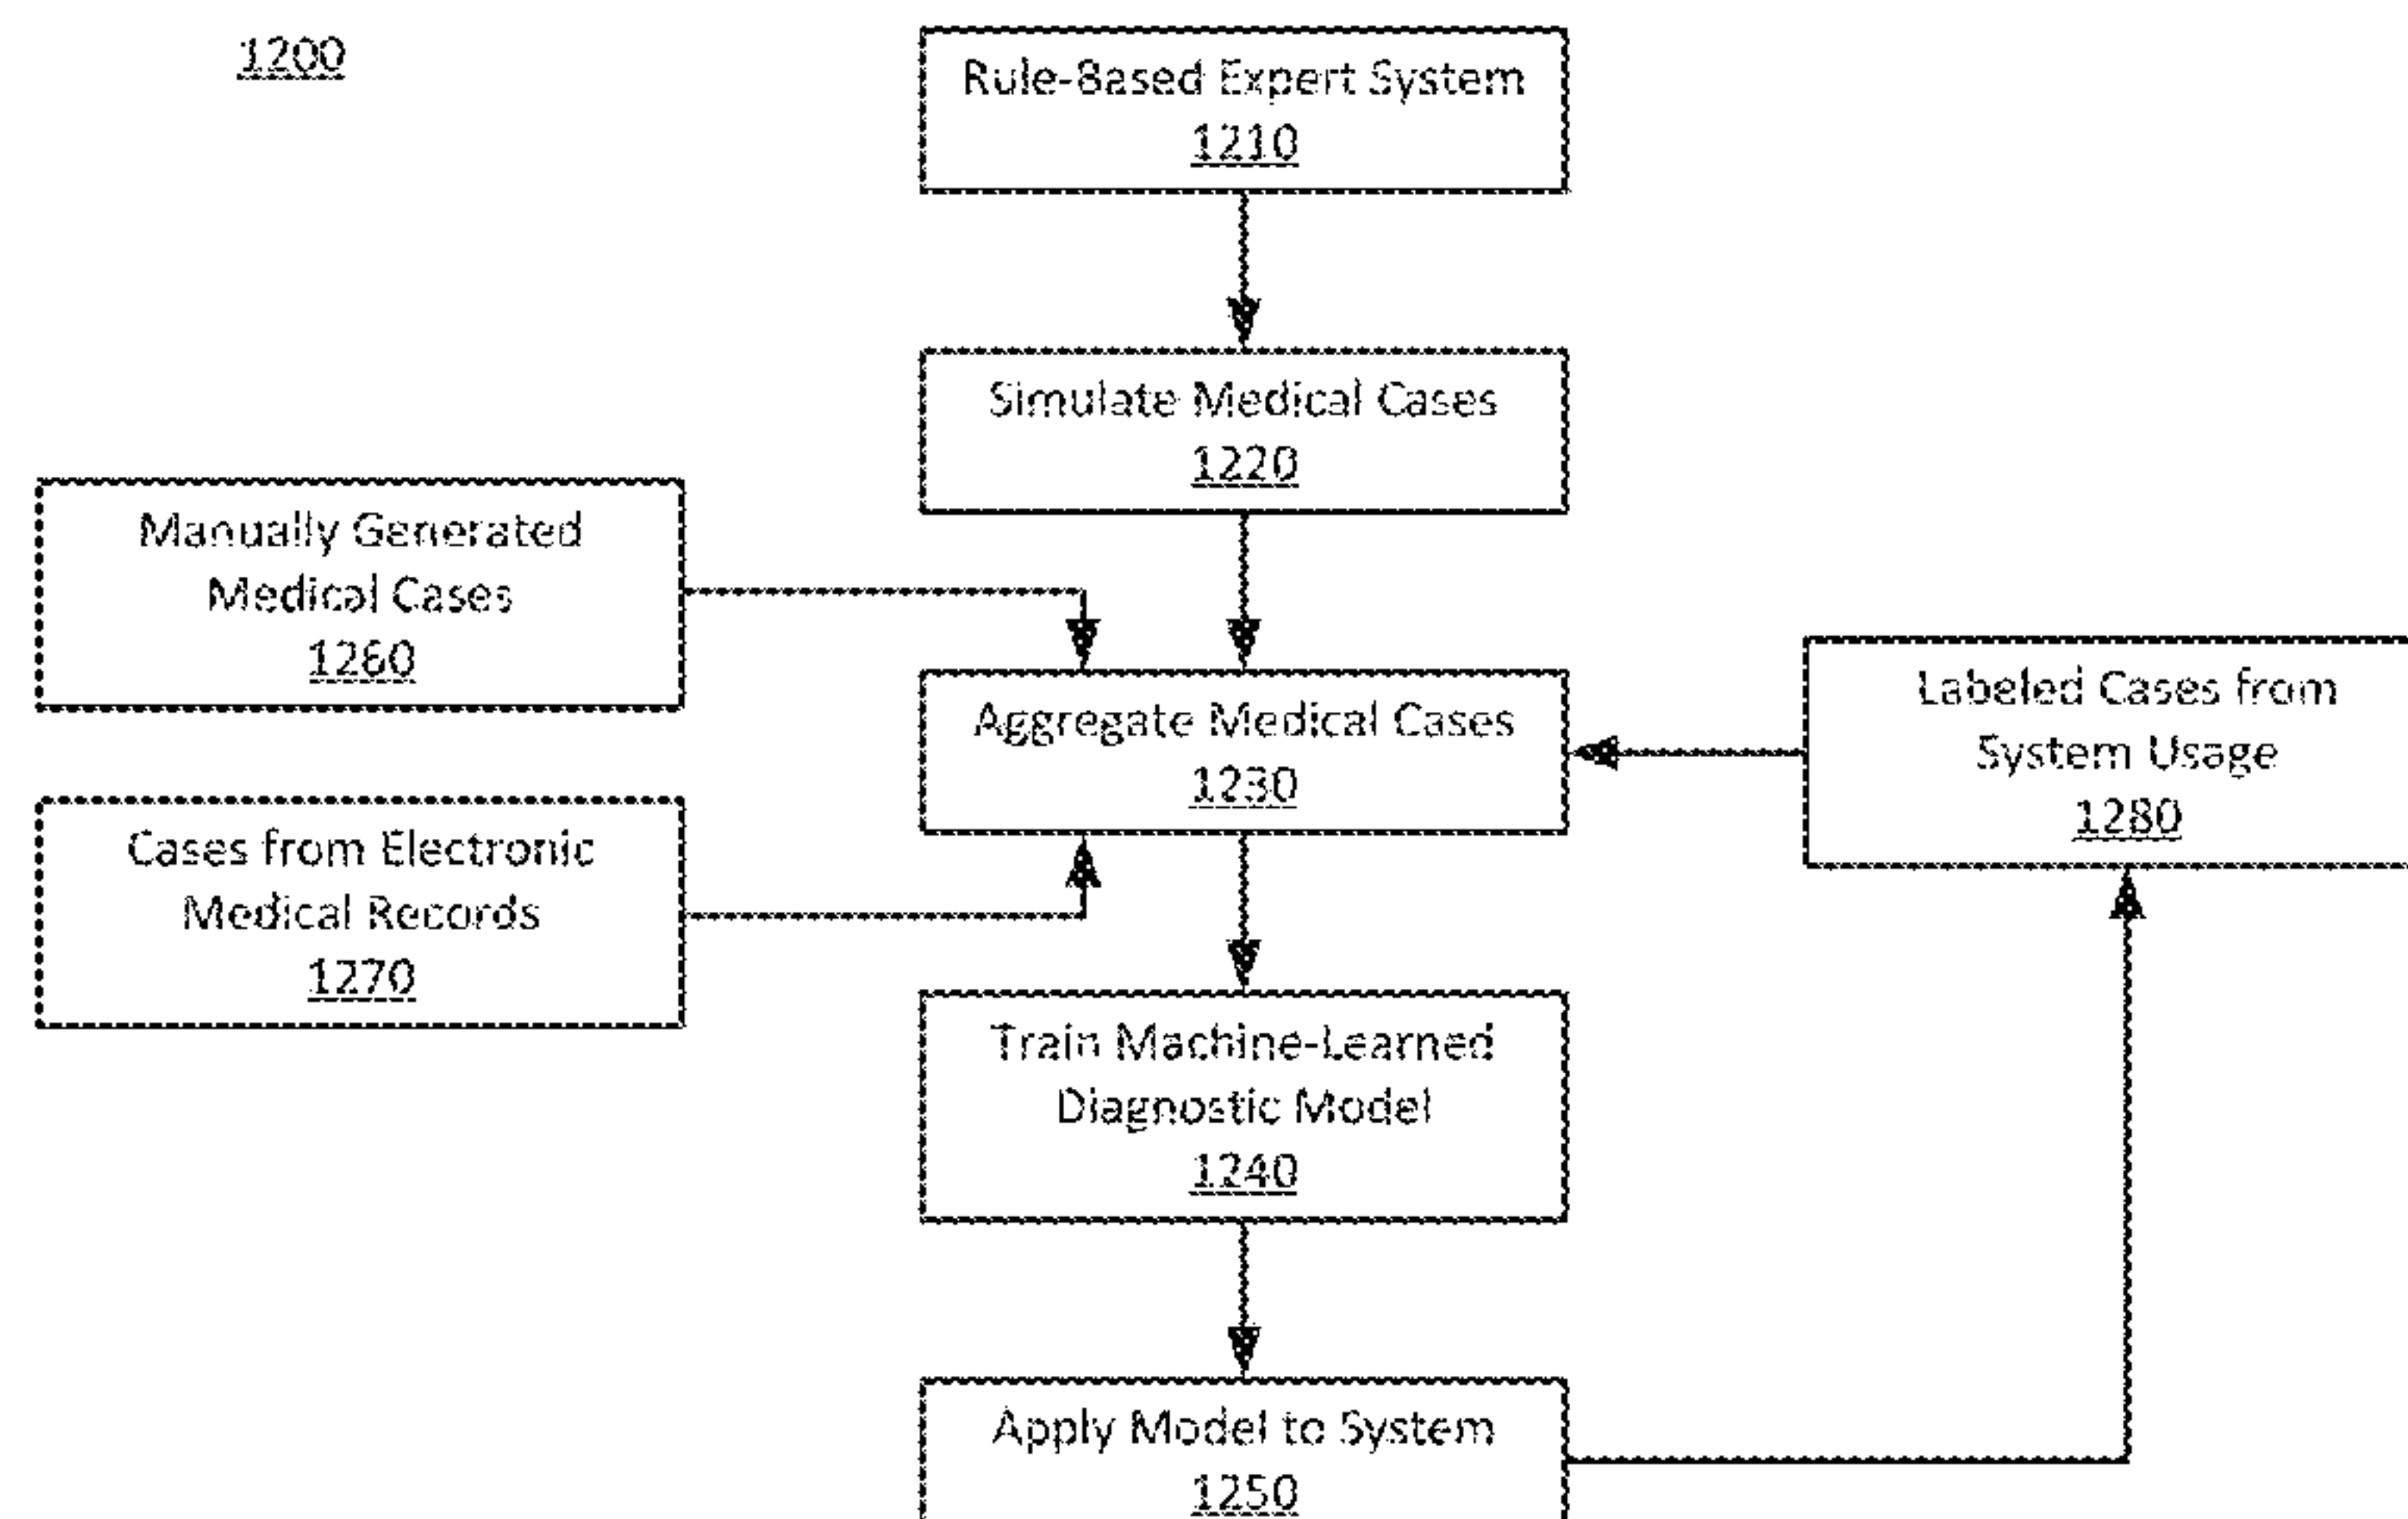 1200
Rule-Based Expert System
1210
Simulate Medical Cases
1220
Manually Generated
Medical Cases
1260
Aggregate Medical Cases
1230
Labeled Cases from
System Usage
1280
Cases from Electronic
Medical Records
1270
Train Machine-Learned
Diagnostic Model
1240
Apply Model to System
1250